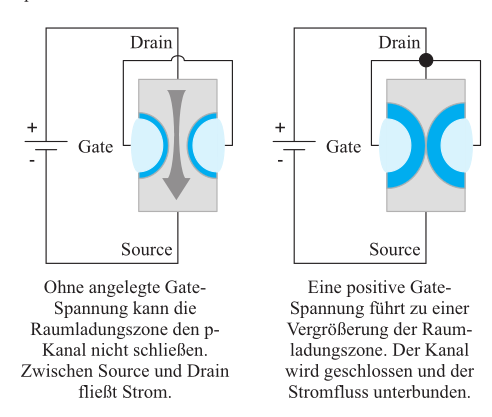 Drain
+
-
Gate
Source
Ohne angelegte Gate-
Spannung kann die
Raumladungszone den p-
Kanal nicht schließen.
Zwischen Source und Drain
fließt Strom.
Drain
+
-
Gate
Source
Eine positive Gate-
Spannung führt zu einer
Vergrößerung der Raum-
ladungszone. Der Kanal
wird geschlossen und der
Stromfluss unterbunden.